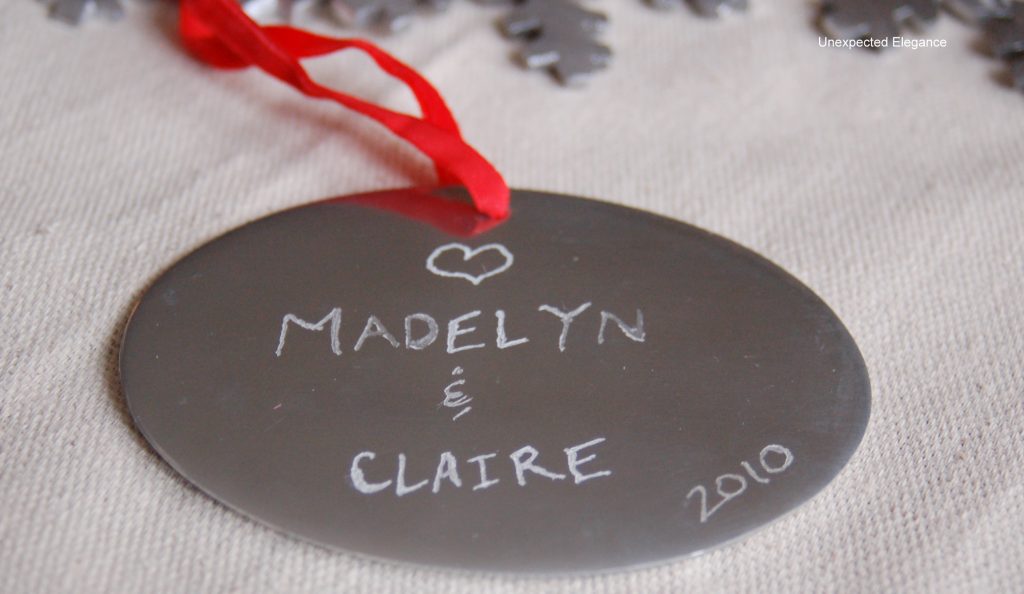 Unexpected Elegance
MADELYN
&
CLAIRE
2010